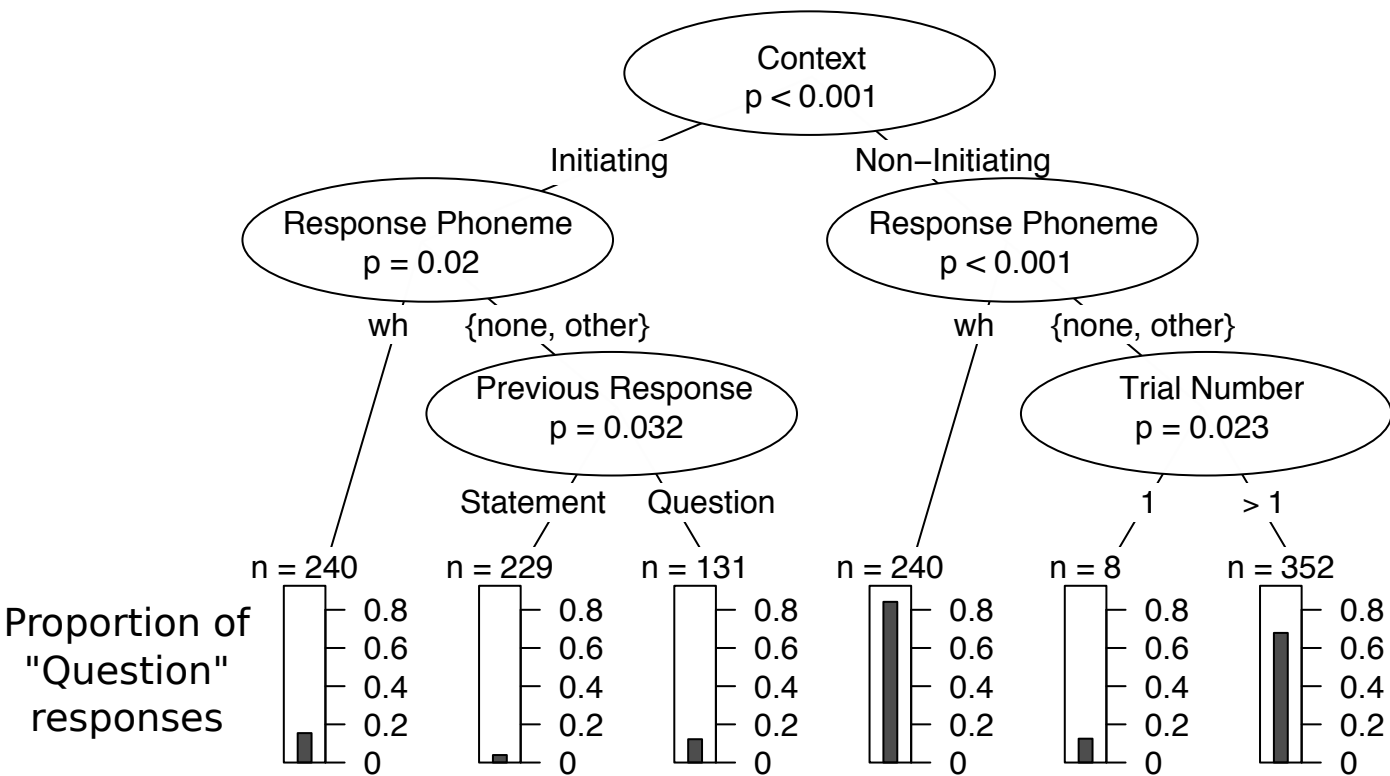 Context
p < 0.001
Initiating
Non−Initiating
Response Phoneme
p = 0.02
Response Phoneme
p < 0.001
wh
{none, other}
wh
{none, other}
Previous Response
p = 0.032
Trial Number
p = 0.023
Statement
Question
1
> 1
n = 240
n = 229
n = 131
n = 240
n = 8
n = 352
Proportion of
"Question"
responses
0.8
0.6
0.4
0.2
0
0.8
0.6
0.4
0.2
0
0.8
0.6
0.4
0.2
0
0.8
0.6
0.4
0.2
0
0.8
0.6
0.4
0.2
0
0.8
0.6
0.4
0.2
0